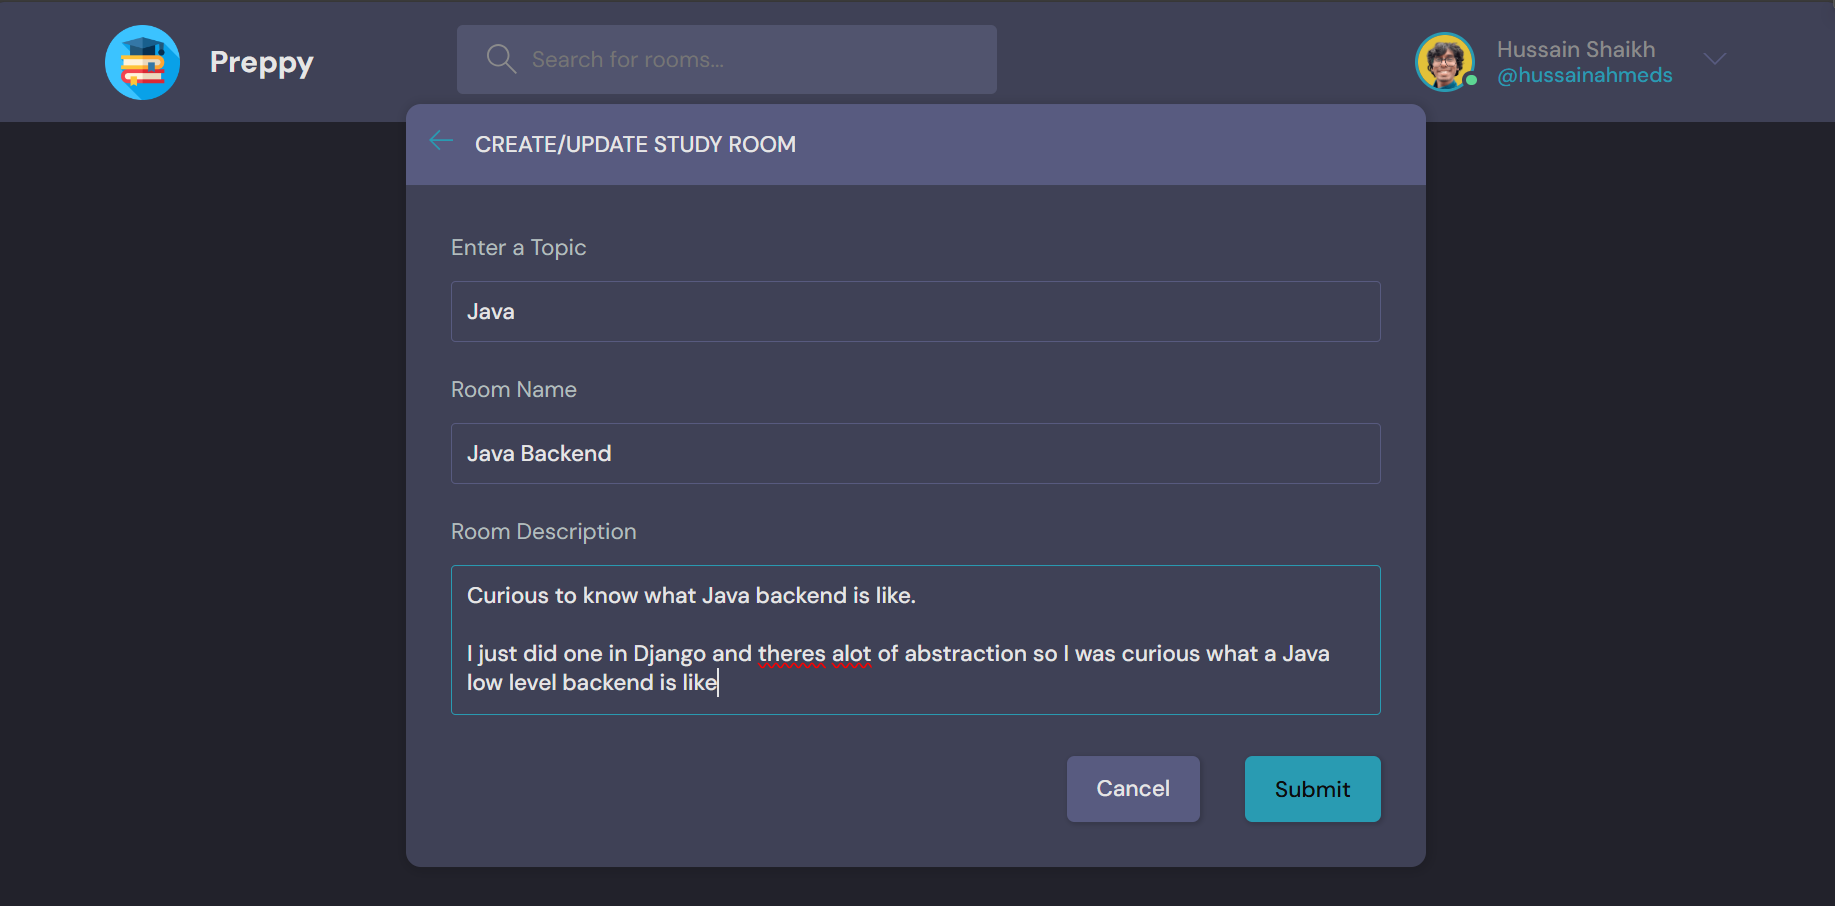 Preppy
Search for rooms...
Hussain Shaikh
@hussainahmeds
CREATE/UPDATE STUDY ROOM
Enter a Topic
Java
Room Name
Java Backend
Room Description
Curious to know what Java backend is like.
I just did one in Django and theres alot of abstraction so I was curious what a Java
low level backend is like
Cancel
Submit